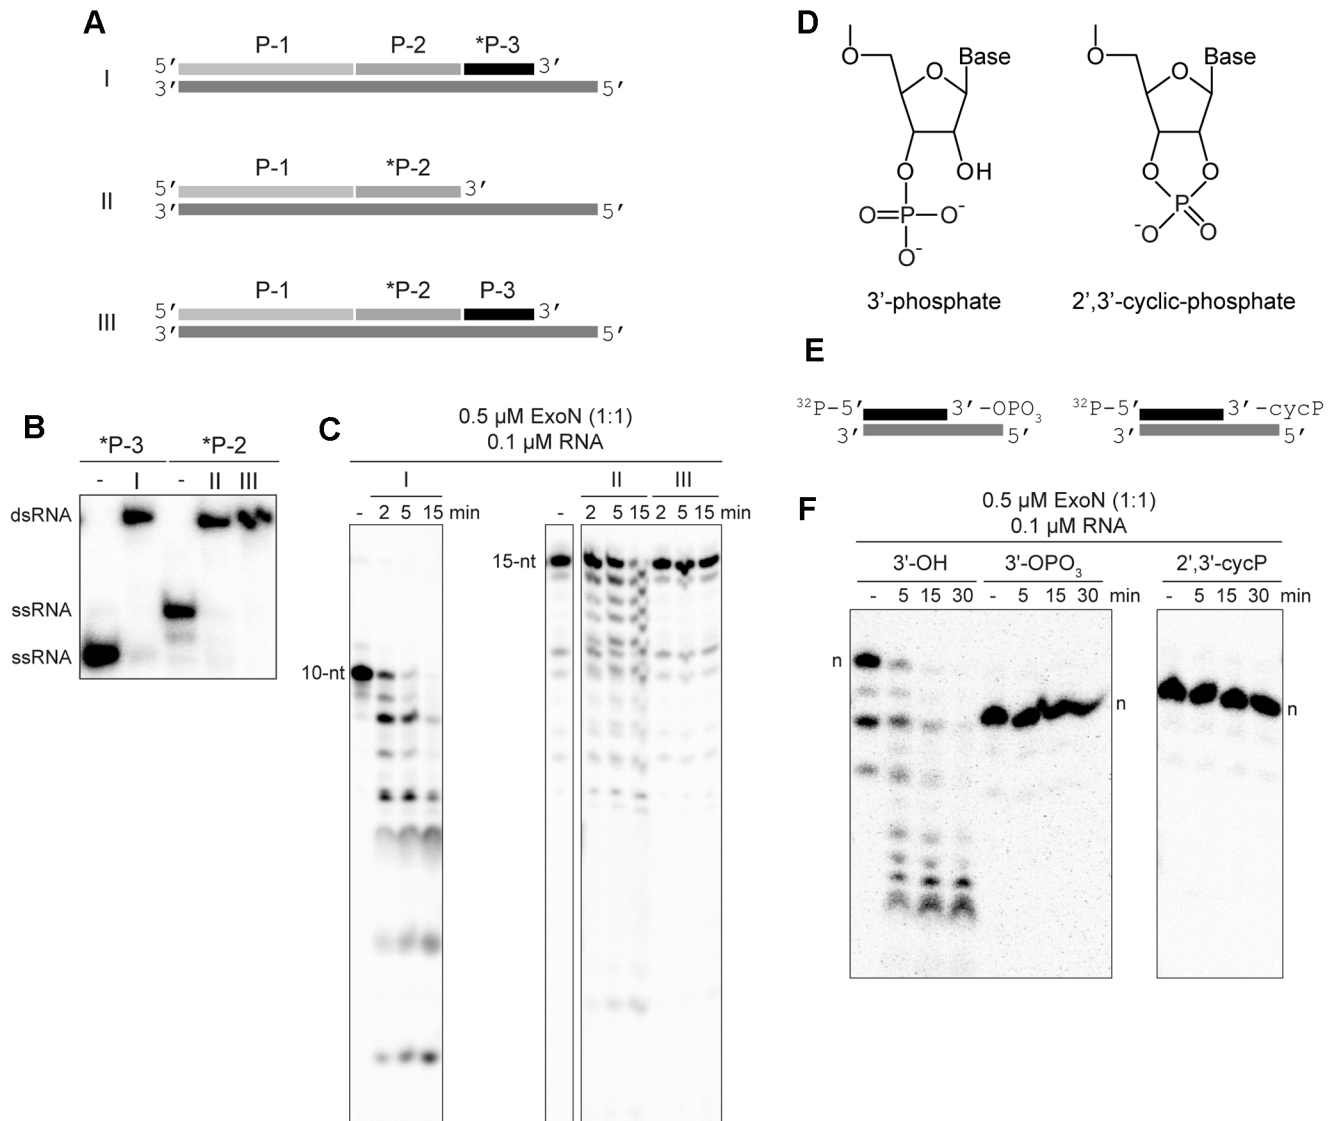 A
P-1 P-2 *P-3
5′ 3′
I
3′ 5′
P-1 *P-2
5′ 3′
II
3′ 5′
P-1 *P-2 P-3
5′ 3′
III
3′ 5′
B
*P-3 *P-2
- I - II III
dsRNA
ssRNA
ssRNA
C
0.5 µM ExoN (1:1)
0.1 µM RNA
I II III
- 2 5 15 min - 2 5 15 2 5 15 min
15-nt
10-nt
D
O Base O Base
O O
O OH O O
O=P–O⁻ P
O⁻ ⁻O O
3'-phosphate 2',3'-cyclic-phosphate
E
³²P-5′ 3′-OPO₃ ³²P-5′ 3′-cycP
3′ 5′ 3′ 5′
F
0.5 µM ExoN (1:1)
0.1 µM RNA
3'-OH 3'-OPO₃ 2',3'-cycP
- 5 15 30 - 5 15 30 min - 5 15 30 min
n n n